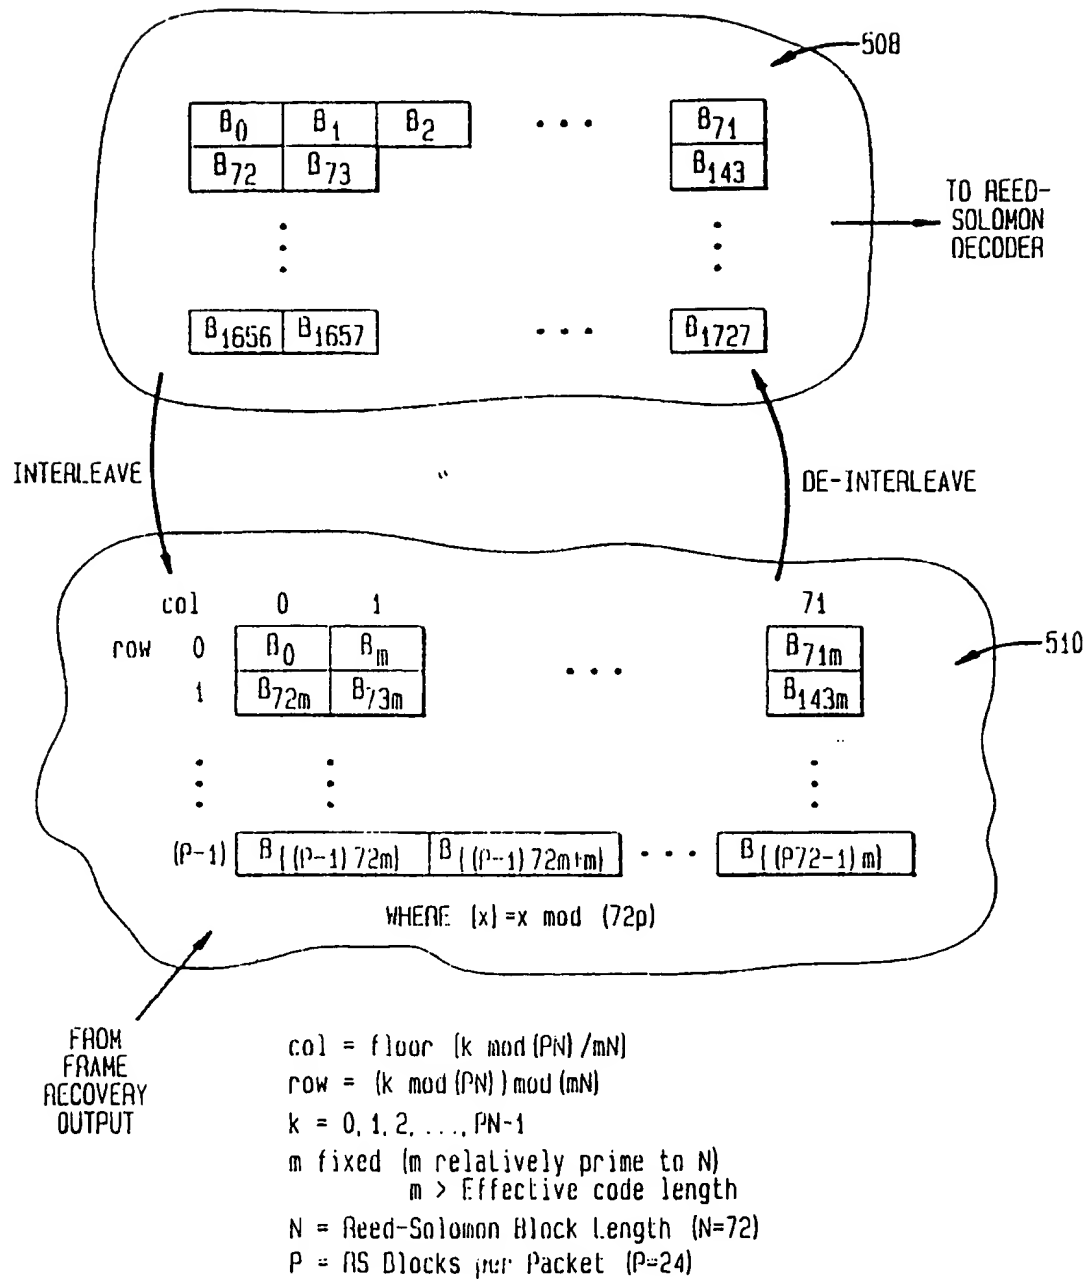 508
B0 B1 B2 • • • B71
B72 B73 B143
TO REED-
SOLOMON
DECODER
B1656 B1657 • • • B1727
INTERLEAVE
DE-INTERLEAVE
col 0 1 71
row 0 B0 Bm • • • B71m
510
1 B72m B73m B143m
(P-1) B{(P-1)72m} B{(P-1)72m+m} • • • B{(P72-1)m}
WHERE {x}=x mod (72p)
FROM
FRAME
RECOVERY
OUTPUT
col = floor (k mod(PN)/mN)
row = (k mod(PN))mod(mN)
k = 0, 1, 2, ..., PN-1
m fixed (m relatively prime to N)
m > Effective code length
N = Reed-Solomon Block Length (N=72)
P = RS Blocks per Packet (P=24)